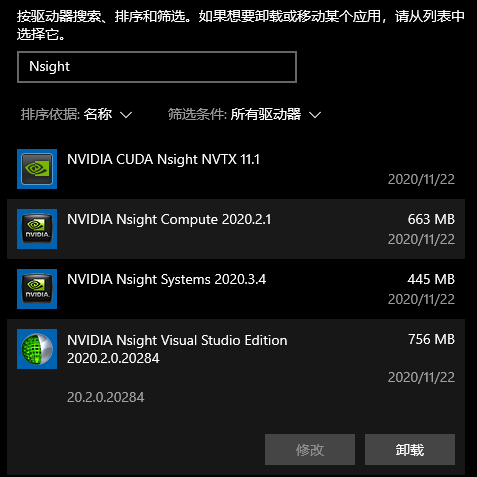 按驱动器搜索、排序和筛选。如果想要卸载或移动某个应用，请从列表中
选择它。
Nsight
排序依据: 名称 筛选条件: 所有驱动器
NVIDIA CUDA Nsight NVTX 11.1
2020/11/22
NVIDIA Nsight Compute 2020.2.1 663 MB
NVIDIA. 2020/11/22
NVIDIA Nsight Systems 2020.3.4 445 MB
NVIDIA. 2020/11/22
NVIDIA Nsight Visual Studio Edition 756 MB
2020.2.0.20284
2020/11/22
20.2.0.20284
修改 卸载